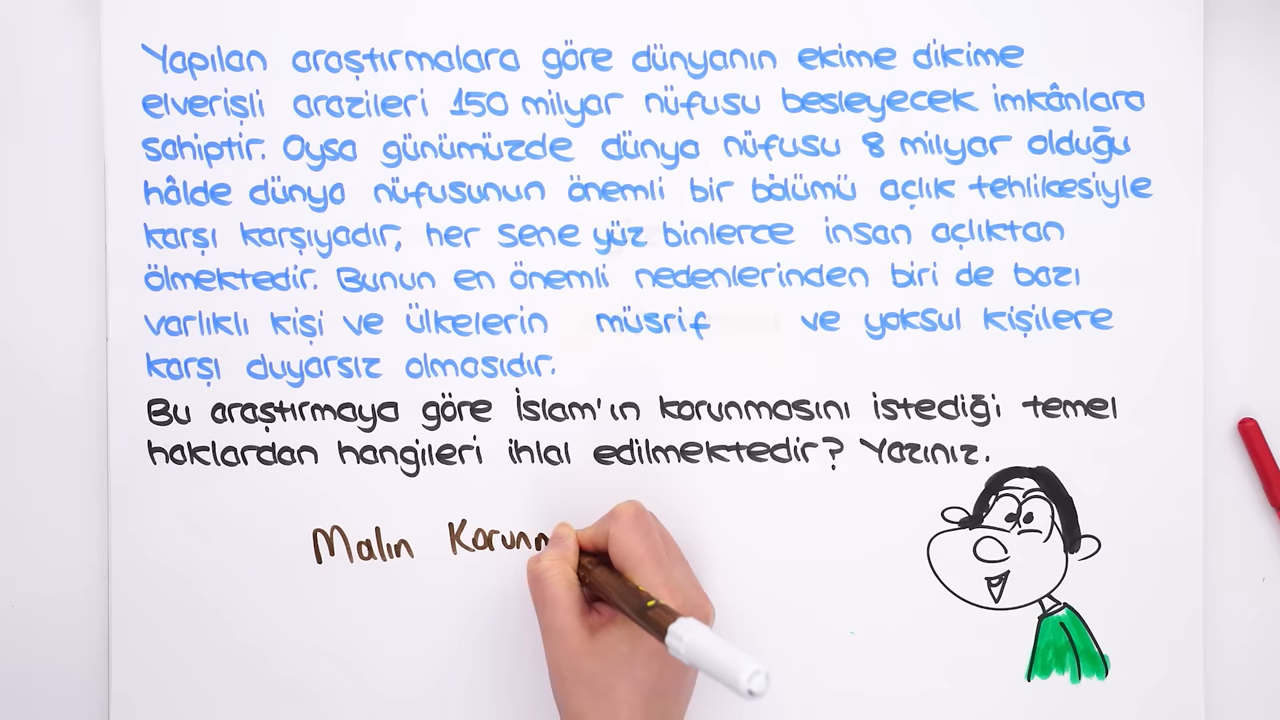 Yapılan araştırmalara göre dünyanın ekime dikime
elverişli arazileri 150 milyar nüfusu besleyecek imkânlara
sahiptir. Oysa günümüzde dünya nüfusu 8 milyar olduğu
hâlde dünya nüfusunun önemli bir bölümü açlık tehlikesiyle
karşı karşıyadır, her sene yüz binlerce insan açlıktan
ölmektedir. Bunun en önemli nedenlerinden biri de bazı
varlıklı kişi ve ülkelerin müsrif ve yoksul kişilere
karşı duyarsız olmasıdır.
Bu araştırmaya göre İslam'ın korunmasını istediği temel
haklardan hangileri ihlal edilmektedir? Yazınız.
Malın Korunm